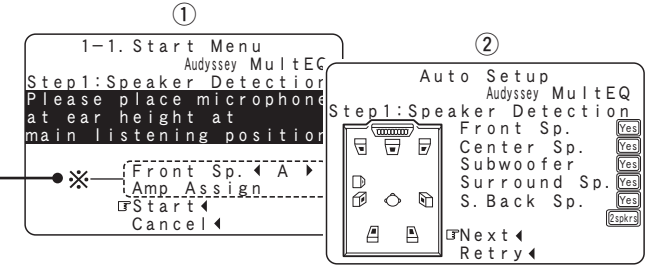 ①
1-1. Start Menu
Audyssey MultEQ
Step1:Speaker Detection
Please place microphone
at ear height at
main listening position
※
Front Sp. ◀ A ▶
Amp Assign
☞Start◀
Cancel◀
②
Auto Setup
Audyssey MultEQ
Step1:Speaker Detection
Front Sp. Yes
Center Sp. Yes
Subwoofer Yes
Surround Sp. Yes
S.Back Sp. Yes
2spkrs
☞Next◀
Retry◀